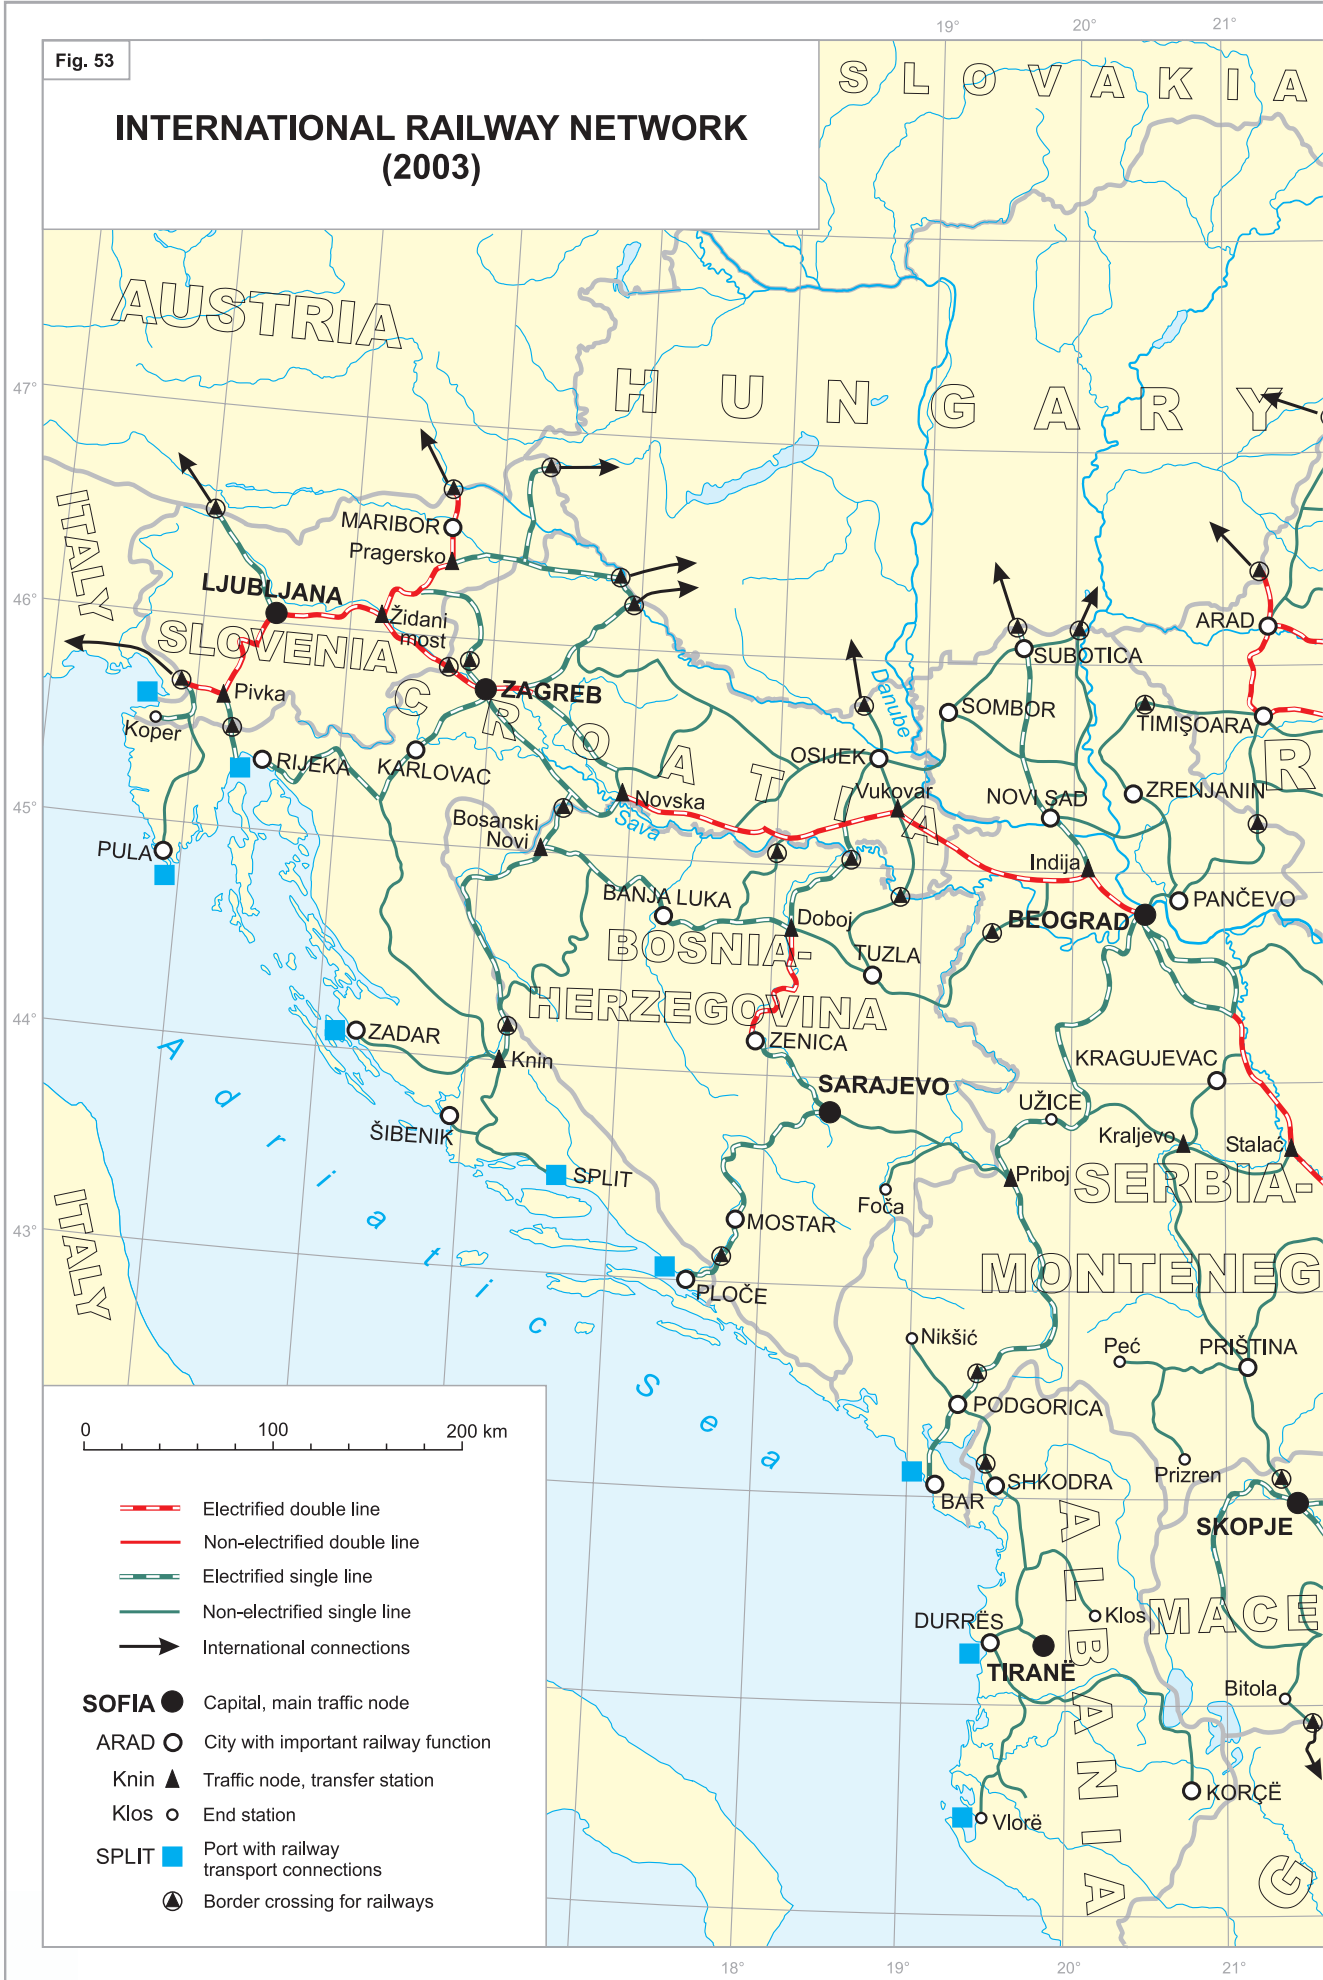 19°
20°
21°
Fig. 53
INTERNATIONAL RAILWAY NETWORK
(2003)
SLOVAKIA
AUSTRIA
HUNGARY
47°
ITALY
MARIBOR
Pragersko
LJUBLJANA
46°
Židani
most
SLOVENIA
ARAD
SUBOTICA
Pivka
ZAGREB
CROATIA
Danube
SOMBOR
TIMIŞOARA
Koper
RIJEKA
KARLOVAC
OSIJEK
R
Vukovar
NOVI SAD
ZRENJANIN
45°
Novska
Sava
Bosanski
Novi
PULA
Indija
BANJA LUKA
PANČEVO
Doboj
BEOGRAD
BOSNIA-
TUZLA
HERZEGOVINA
44°
ZADAR
ZENICA
Knin
KRAGUJEVAC
SARAJEVO
UŽICE
ŠIBENIK
Kraljevo
Stalać
SPLIT
Priboj
SERBIA-
Foča
MOSTAR
43°
ITALY
MONTENEG
PLOČE
Adriatic Sea
Nikšić
Peć
PRIŠTINA
PODGORICA
0
100
200 km
Prizren
SHKODRA
BAR
SKOPJE
ALBANIA
Electrified double line
Non-electrified double line
Electrified single line
Non-electrified single line
International connections
Klos
MACE
DURRËS
TIRANË
SOFIA
Capital, main traffic node
Bitola
ARAD
City with important railway function
Knin
Traffic node, transfer station
KORÇË
Klos
End station
Vlorë
SPLIT
Port with railway
transport connections
G
Border crossing for railways
18°
19°
20°
21°